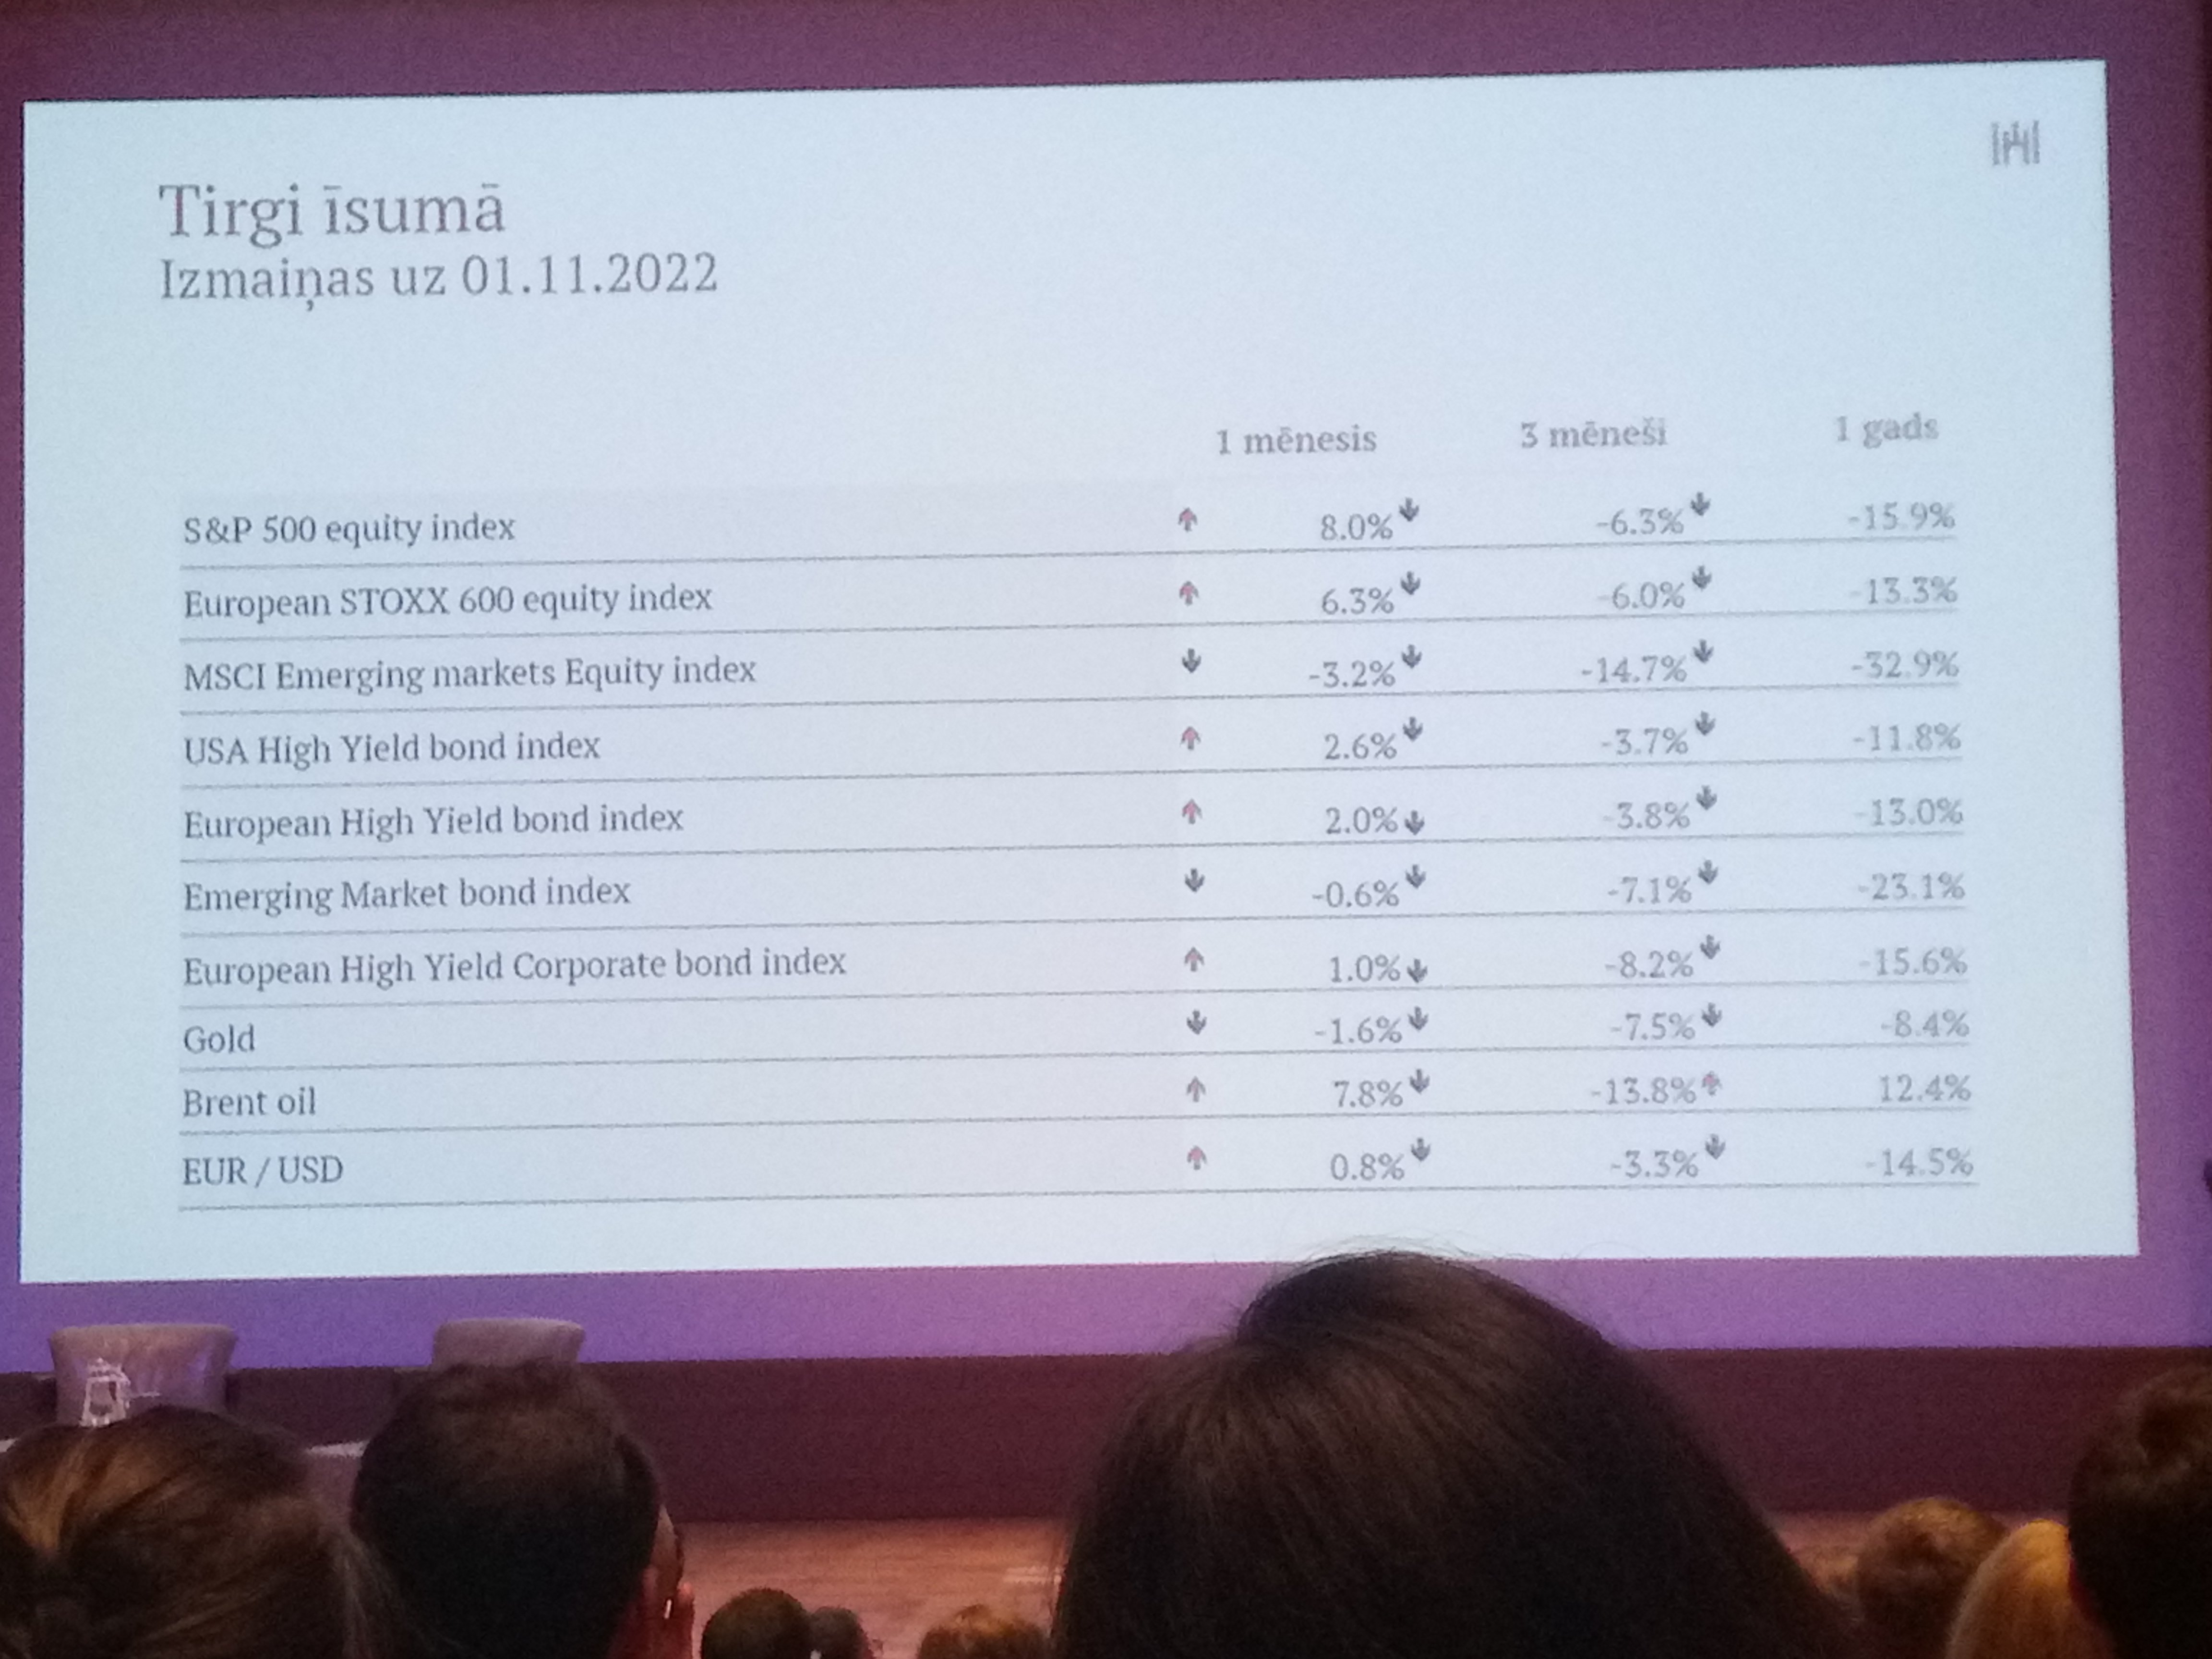 Tirgi īsumā
Izmaiņas uz 01.11.2022
1 mēnesis 3 mēneši 1 gads
S&P 500 equity index 8.0% -6.3% -15.9%
European STOXX 600 equity index 6.3% -6.0% -13.3%
MSCI Emerging markets Equity index -3.2% -14.7% -32.9%
USA High Yield bond index 2.6% -3.7% -11.8%
European High Yield bond index 2.0% -3.8% -13.0%
Emerging Market bond index -0.6% -7.1% -23.1%
European High Yield Corporate bond index 1.0% -8.2% -15.6%
Gold -1.6% -7.5% -8.4%
Brent oil 7.8% -13.8% 12.4%
EUR / USD 0.8% -3.3% -14.5%